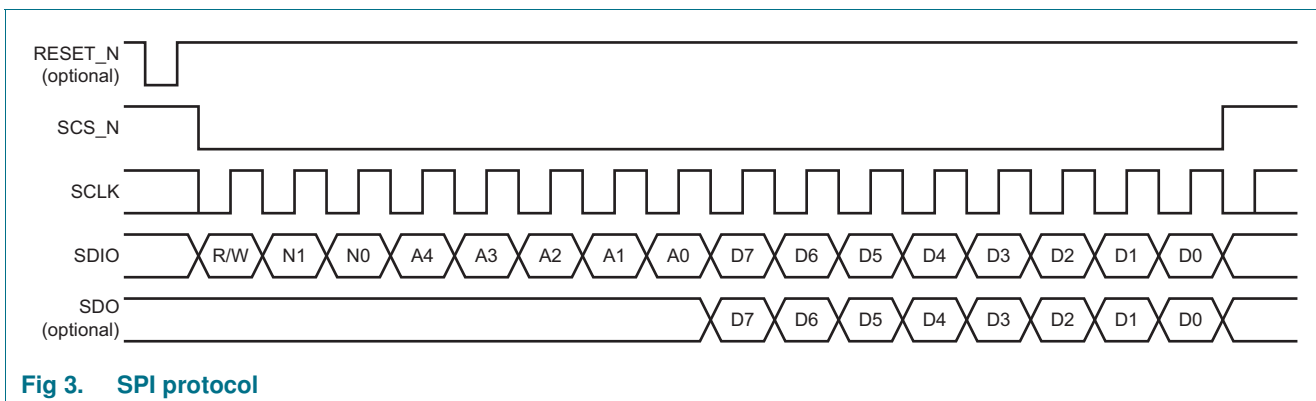 RESET_N
(optional)
SCS_N
SCLK
SDIO R/W N1 N0 A4 A3 A2 A1 A0 D7 D6 D5 D4 D3 D2 D1 D0
SDO
(optional) D7 D6 D5 D4 D3 D2 D1 D0
Fig 3. SPI protocol